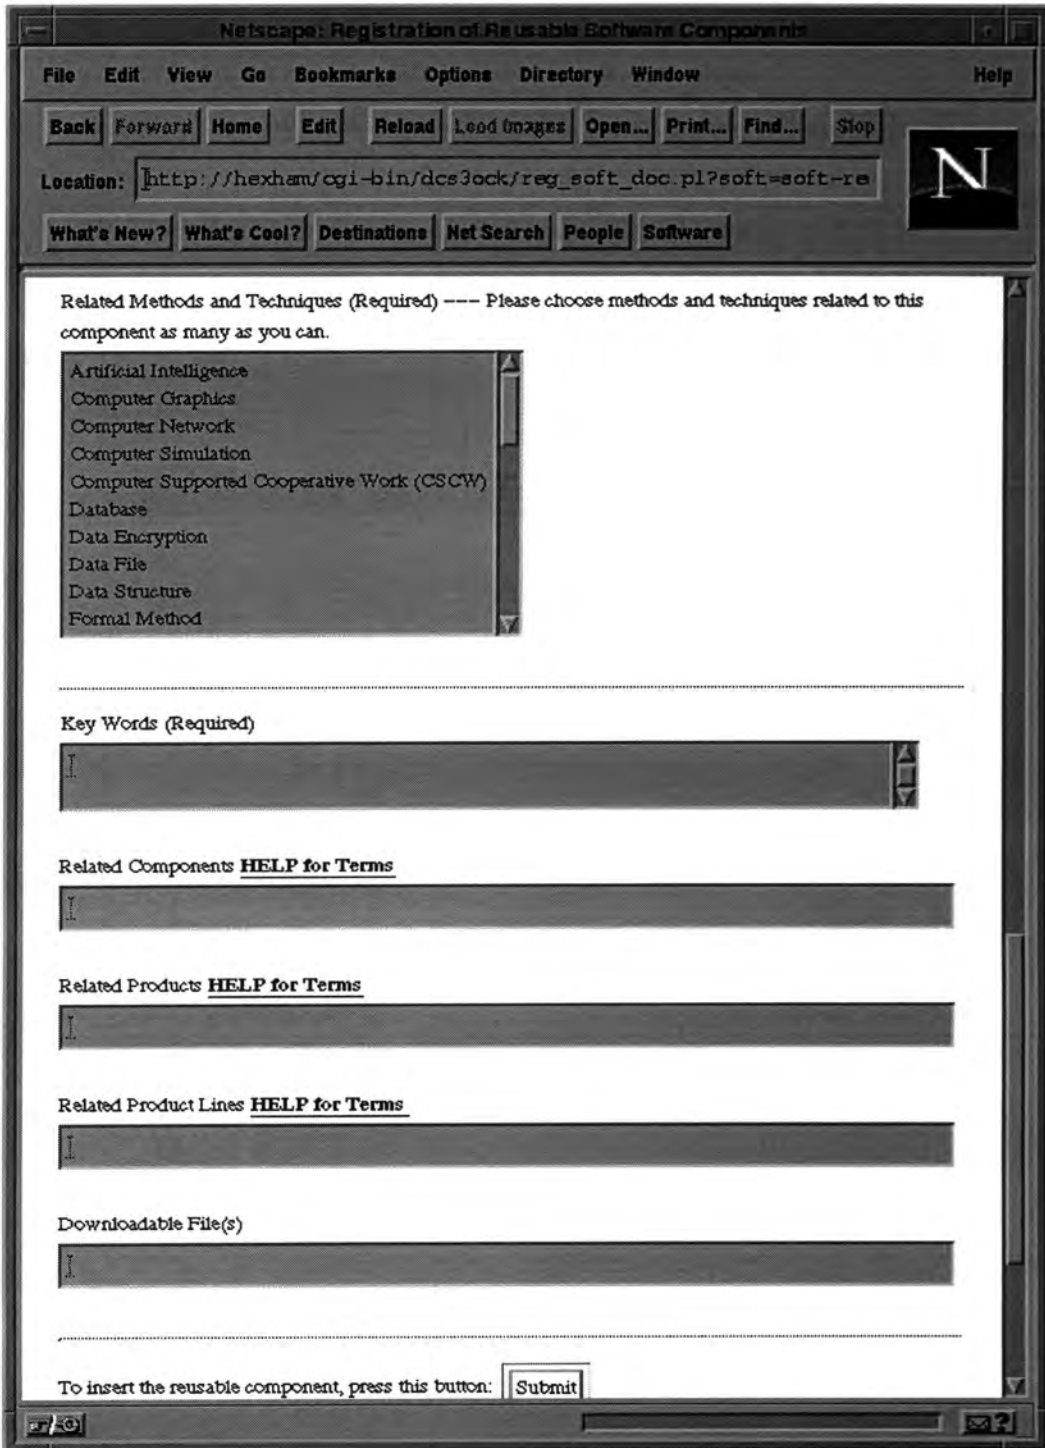 Netscape: Registration of Reusable Software Components
File Edit View Go Bookmarks Options Directory Window Help
Back Forward Home Edit Reload Load Images Open... Print... Find... Stop
Location: http://hexham/cgi-bin/dcs3ock/reg_soft_doc.pl?soft=soft-re
N
What's New? What's Cool? Destinations Net Search People Software
Related Methods and Techniques (Required) --- Please choose methods and techniques related to this
component as many as you can.
Artificial Intelligence
Computer Graphics
Computer Network
Computer Simulation
Computer Supported Cooperative Work (CSCW)
Database
Data Encryption
Data File
Data Structure
Formal Method
Key Words (Required)
Related Components HELP for Terms
Related Products HELP for Terms
Related Product Lines HELP for Terms
Downloadable File(s)
To insert the reusable component, press this button: Submit
?